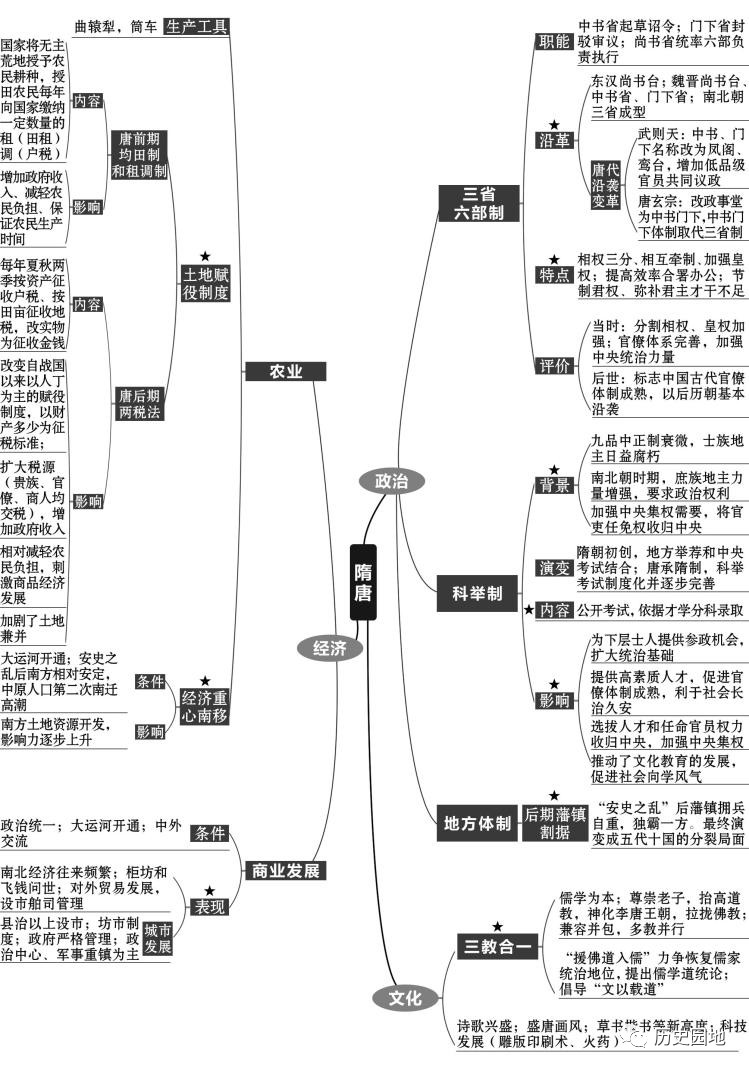 隋唐
政治
三省
六部制
职能
中书省起草诏令；门下省封
驳审议；尚书省统率六部负
责执行
★
沿革
东汉尚书台；魏晋尚书台、
中书省、门下省；南北朝
三省成型
唐代
沿袭
变革
武则天：中书、门
下名称改为凤阁、
鸾台，增加低品级
官员共同议政
唐玄宗：改政事堂
为中书门下，中书门
下体制取代三省制
★
特点
相权三分、相互牵制、加强皇
权；提高效率合署办公；节
制君权、弥补君主才干不足
评价
当时：分割相权、皇权加
强；官僚体系完善，加强
中央统治力量
后世：标志中国古代官僚
体制成熟，以后历朝基本
沿袭
科举制
★
背景
九品中正制衰微，士族地
主日益腐朽
南北朝时期，庶族地主力
量增强，要求政治权利
加强中央集权需要，将官
吏任免权收归中央
演变
隋朝初创，地方举荐和中央
考试结合；唐承隋制，科举
考试制度化并逐步完善
★
内容
公开考试，依据才学分科录取
★
影响
为下层士人提供参政机会，
扩大统治基础
提供高素质人才，促进官
僚体制成熟，利于社会长
治久安
选拔人才和任命官员权力
收归中央，加强中央集权
推动了文化教育的发展，
促进社会向学风气
地方体制
★
后期藩镇
割据
“安史之乱”后藩镇拥兵
自重，独霸一方。最终演
变成五代十国的分裂局面
文化
★
三教合一
儒学为本；尊崇老子，抬高道
教，神化李唐王朝，拉拢佛教；
兼容并包，多教并行
“援佛道入儒”力争恢复儒家
统治地位，提出儒学道统论；
倡导“文以载道”
诗歌兴盛；盛唐画风；草书楷书等新高度；科技
发展（雕版印刷术、火药）
经济
农业
生产工具
曲辕犁，筒车
★
土地赋
役制度
唐前期
均田制
和租调制
内容
国家将无主
荒地授予农
民耕种，授
田农民每年
向国家缴纳
一定数量的
租（田租）
调（户税）
影响
增加政府收
入、减轻农
民负担、保
证农民生产
时间
唐后期
两税法
内容
每年夏秋两
季按资产征
收户税、按
田亩征收地
税，改实物
为征收金钱
影响
改变自战国
以来以人丁
为主的赋役
制度，以财
产多少为征
税标准；
扩大税源
（贵族、官
僚、商人均
交税），增
加政府收入
相对减轻农
民负担，刺
激商品经济
发展
加剧了土地
兼并
★
经济重
心南移
条件
大运河开通；安史之
乱后南方相对安定，
中原人口第二次南迁
高潮
影响
南方土地资源开发，
影响力逐步上升
商业发展
条件
政治统一；大运河开通；中外
交流
★
表现
南北经济往来频繁；柜坊和
飞钱问世；对外贸易发展，
设市舶司管理
城市
发展
县治以上设市；坊市制
度；政府严格管理；政
治中心、军事重镇为主
历史园地